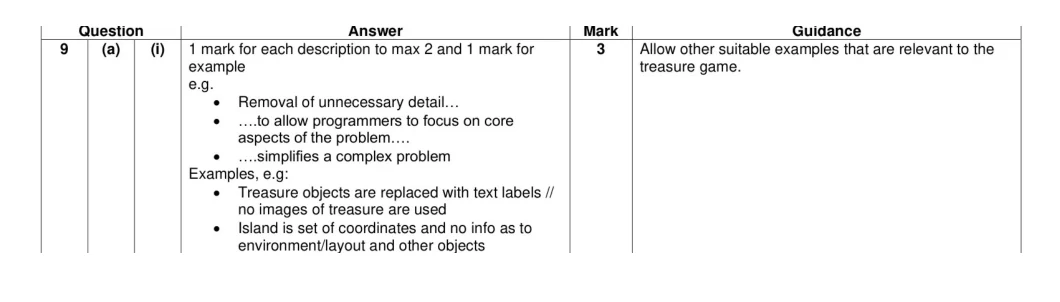 Question Answer Mark Guidance
9 (a) (i) 1 mark for each description to max 2 and 1 mark for 3 Allow other suitable examples that are relevant to the
example treasure game.
e.g.
• Removal of unnecessary detail…
• ….to allow programmers to focus on core
aspects of the problem….
• ….simplifies a complex problem
Examples, e.g:
• Treasure objects are replaced with text labels //
no images of treasure are used
• Island is set of coordinates and no info as to
environment/layout and other objects